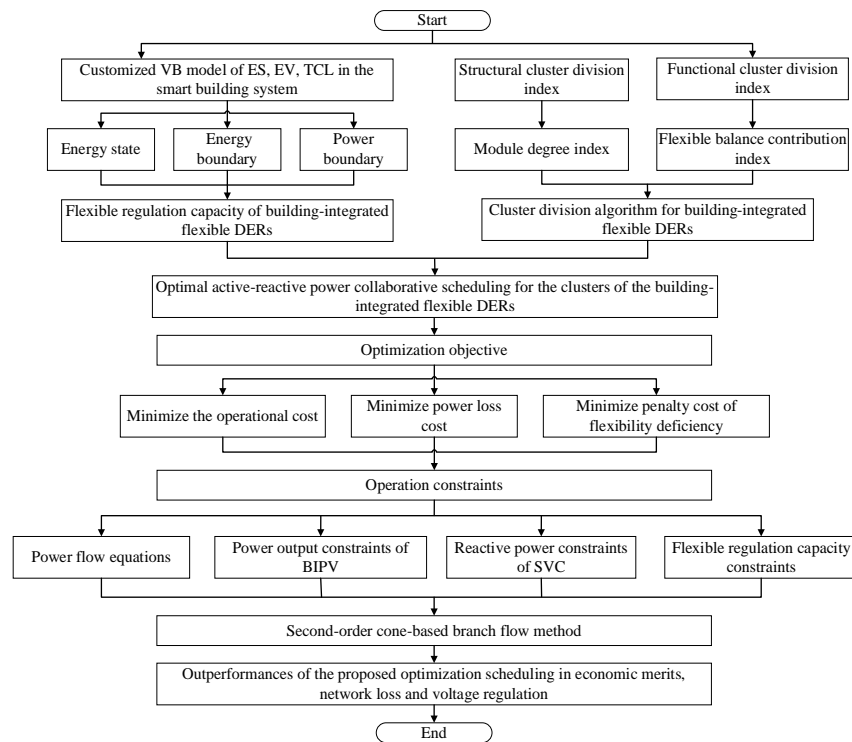 Start
Customized VB model of ES, EV, TCL in the
smart building system
Structural cluster division
index
Functional cluster division
index
Energy state
Energy
boundary
Power
boundary
Module degree index
Flexible balance contribution
index
Flexible regulation capacity of building-integrated
flexible DERs
Cluster division algorithm for building-integrated
flexible DERs
Optimal active-reactive power collaborative scheduling for the clusters of the building-
integrated flexible DERs
Optimization objective
Minimize the operational cost
Minimize power loss
cost
Minimize penalty cost of
flexibility deficiency
Operation constraints
Power flow equations
Power output constraints of
BIPV
Reactive power constraints
of SVC
Flexible regulation capacity
constraints
Second-order cone-based branch flow method
Outperformances of the proposed optimization scheduling in economic merits,
network loss and voltage regulation
End